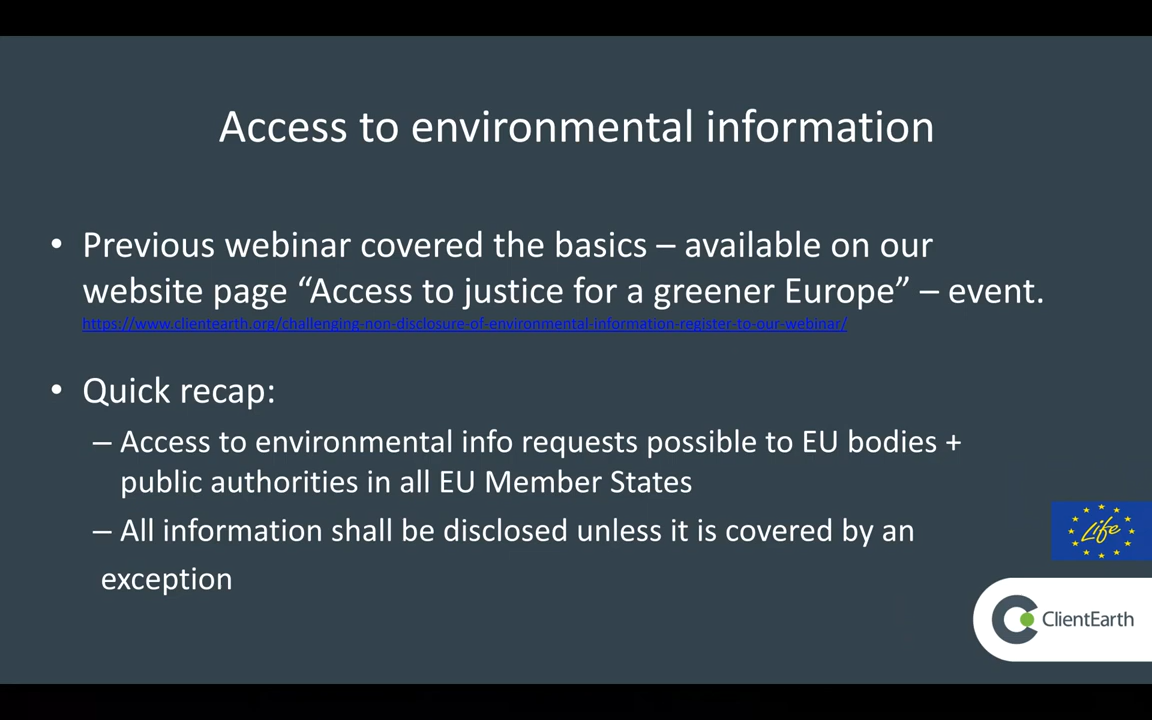 Access to environmental information
• Previous webinar covered the basics – available on our
website page “Access to justice for a greener Europe” – event.
https://www.clientearth.org/challenging-non-disclosure-of-environmental-information-register-to-our-webinar/
• Quick recap:
– Access to environmental info requests possible to EU bodies +
public authorities in all EU Member States
– All information shall be disclosed unless it is covered by an
exception
Life
ClientEarth